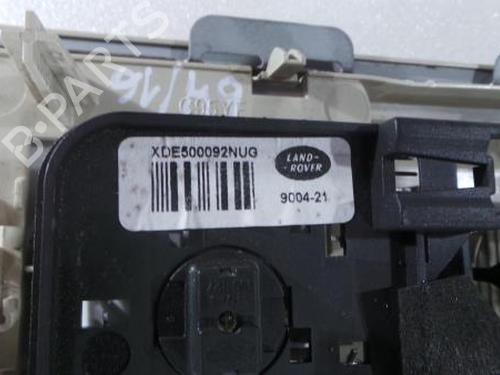 B-PARTS
XDE500092NUG
LAND-
-ROVER
9004-21